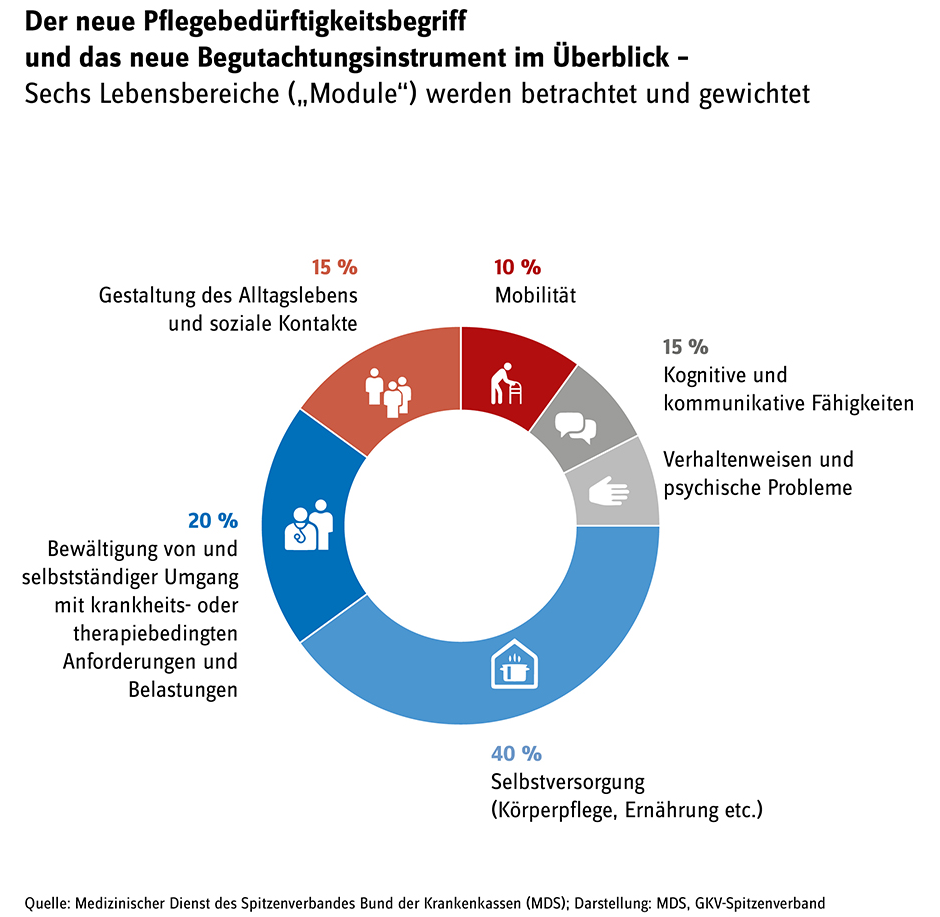 Der neue Pflegebedürftigkeitsbegriff
und das neue Begutachtungsinstrument im Überblick –
Sechs Lebensbereiche („Module“) werden betrachtet und gewichtet
15 %
Gestaltung des Alltagslebens
und soziale Kontakte
10 %
Mobilität
15 %
Kognitive und
kommunikative Fähigkeiten
Verhaltenweisen und
psychische Probleme
20 %
Bewältigung von und
selbstständiger Umgang
mit krankheits- oder
therapiebedingten
Anforderungen und
Belastungen
40 %
Selbstversorgung
(Körperpflege, Ernährung etc.)
Quelle: Medizinischer Dienst des Spitzenverbandes Bund der Krankenkassen (MDS); Darstellung: MDS, GKV-Spitzenverband